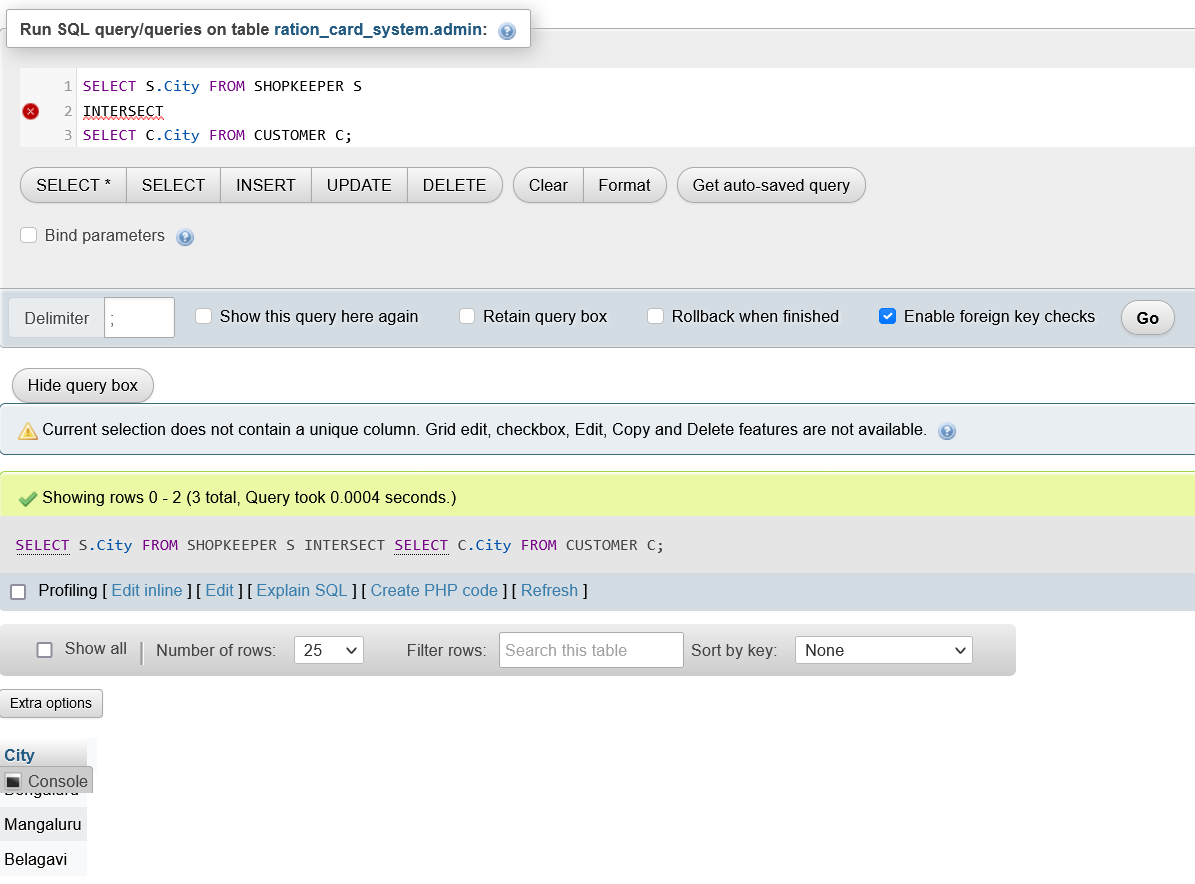 Run SQL query/queries on table ration_card_system.admin:
1 SELECT S.City FROM SHOPKEEPER S
2 INTERSECT
3 SELECT C.City FROM CUSTOMER C;
SELECT * SELECT INSERT UPDATE DELETE Clear Format Get auto-saved query
Bind parameters
Delimiter ; Show this query here again Retain query box Rollback when finished Enable foreign key checks Go
Hide query box
Current selection does not contain a unique column. Grid edit, checkbox, Edit, Copy and Delete features are not available.
Showing rows 0 - 2 (3 total, Query took 0.0004 seconds.)
SELECT S.City FROM SHOPKEEPER S INTERSECT SELECT C.City FROM CUSTOMER C;
Profiling [ Edit inline ] [ Edit ] [ Explain SQL ] [ Create PHP code ] [ Refresh ]
Show all Number of rows: 25 Filter rows: Search this table Sort by key: None
Extra options
City
Console
Mangaluru
Belagavi